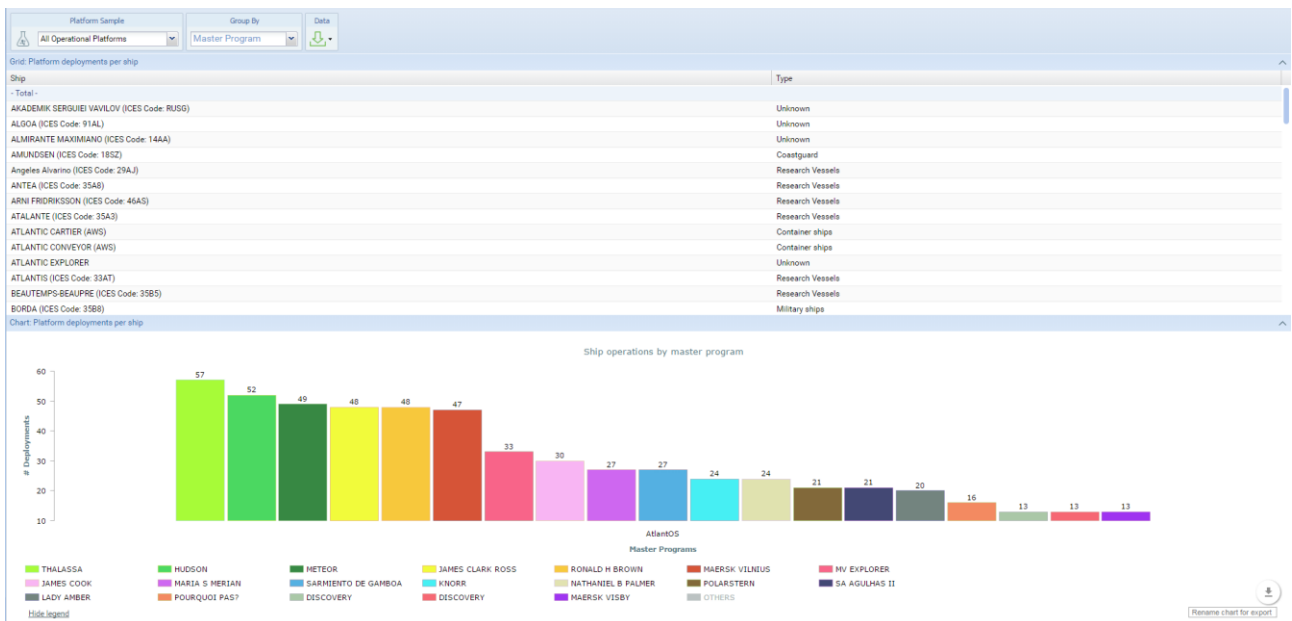 Platform Sample Group By Data
All Operational Platforms Master Program
Grid: Platform deployments per ship
Ship Type
- Total -
AKADEMIK SERGUIEI VAVILOV (ICES Code: RUSG) Unknown
ALGOA (ICES Code: 91AL) Unknown
ALMIRANTE MAXIMIANO (ICES Code: 14AA) Unknown
AMUNDSEN (ICES Code: 18SZ) Coastguard
Angeles Alvarino (ICES Code: 29AJ) Research Vessels
ANTEA (ICES Code: 35A8) Research Vessels
ARNI FRIDRIKSSON (ICES Code: 46AS) Research Vessels
ATALANTE (ICES Code: 35A3) Research Vessels
ATLANTIC CARTIER (AWS) Container ships
ATLANTIC CONVEYOR (AWS) Container ships
ATLANTIC EXPLORER Unknown
ATLANTIS (ICES Code: 33AT) Research Vessels
BEAUTEMPS-BEAUPRE (ICES Code: 35B5) Research Vessels
BORDA (ICES Code: 35B8) Military ships
Chart: Platform deployments per ship
Ship operations by master program
# Deployments
60
50
40
30
20
10
57 52 49 48 48 47 33 30 27 27 24 24 21 21 20 16 13 13 13
AtlantOS
Master Programs
THALASSA HUDSON METEOR JAMES CLARK ROSS RONALD H BROWN MAERSK VILNIUS MV EXPLORER
JAMES COOK MARIA S MERIAN SARMIENTO DE GAMBOA KNORR NATHANIEL B PALMER POLARSTERN SA AGULHAS II
LADY AMBER POURQUOI PAS? DISCOVERY DISCOVERY MAERSK VISBY OTHERS
Hide legend
Rename chart for export